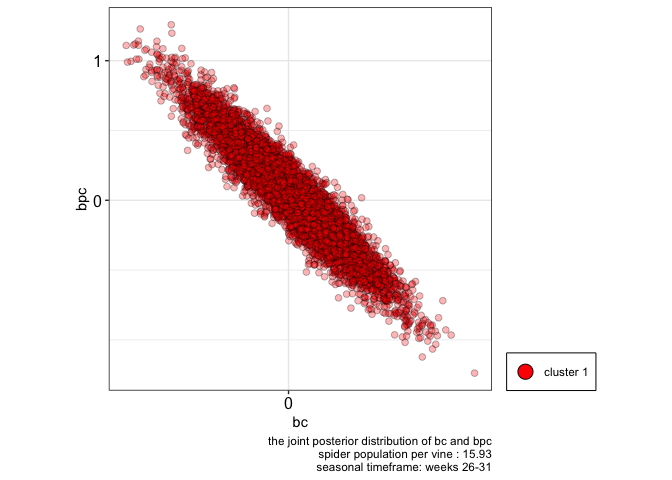 1
0
bpc
0
bc
cluster 1
the joint posterior distribution of bc and bpc
spider population per vine : 15.93
seasonal timeframe: weeks 26-31